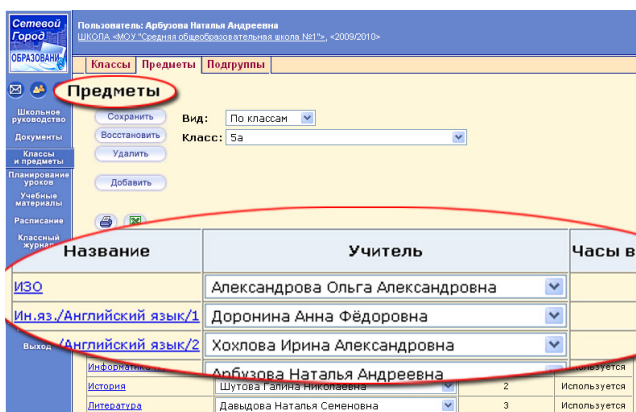 Сетевой
Город
ОБРАЗОВАНИ
Пользователь: Арбузова Наталья Андреевна
ШКОЛА «МОУ "Средняя общеобразовательная школа №1"», <2009/2010>
Классы Предметы Подгруппы
Предметы
Школьное
руководство
Документы
Классы
и предметы
Планирование
уроков
Учебные
материалы
Расписание
Классный
Выход
Сохранить Вид: По классам
Восстановить Класс: 5а
Удалить
Добавить
Название Учитель Часы в
ИЗО Александрова Ольга Александровна
Ин.яз./Английский язык/1 Доронина Анна Фёдоровна
/Английский язык/2 Хохлова Ирина Александровна
Арбузова Наталья Андреевна
История Шутова Галина Николаевна 2 Используется
Литература Давыдова Наталья Семеновна 3 Используется